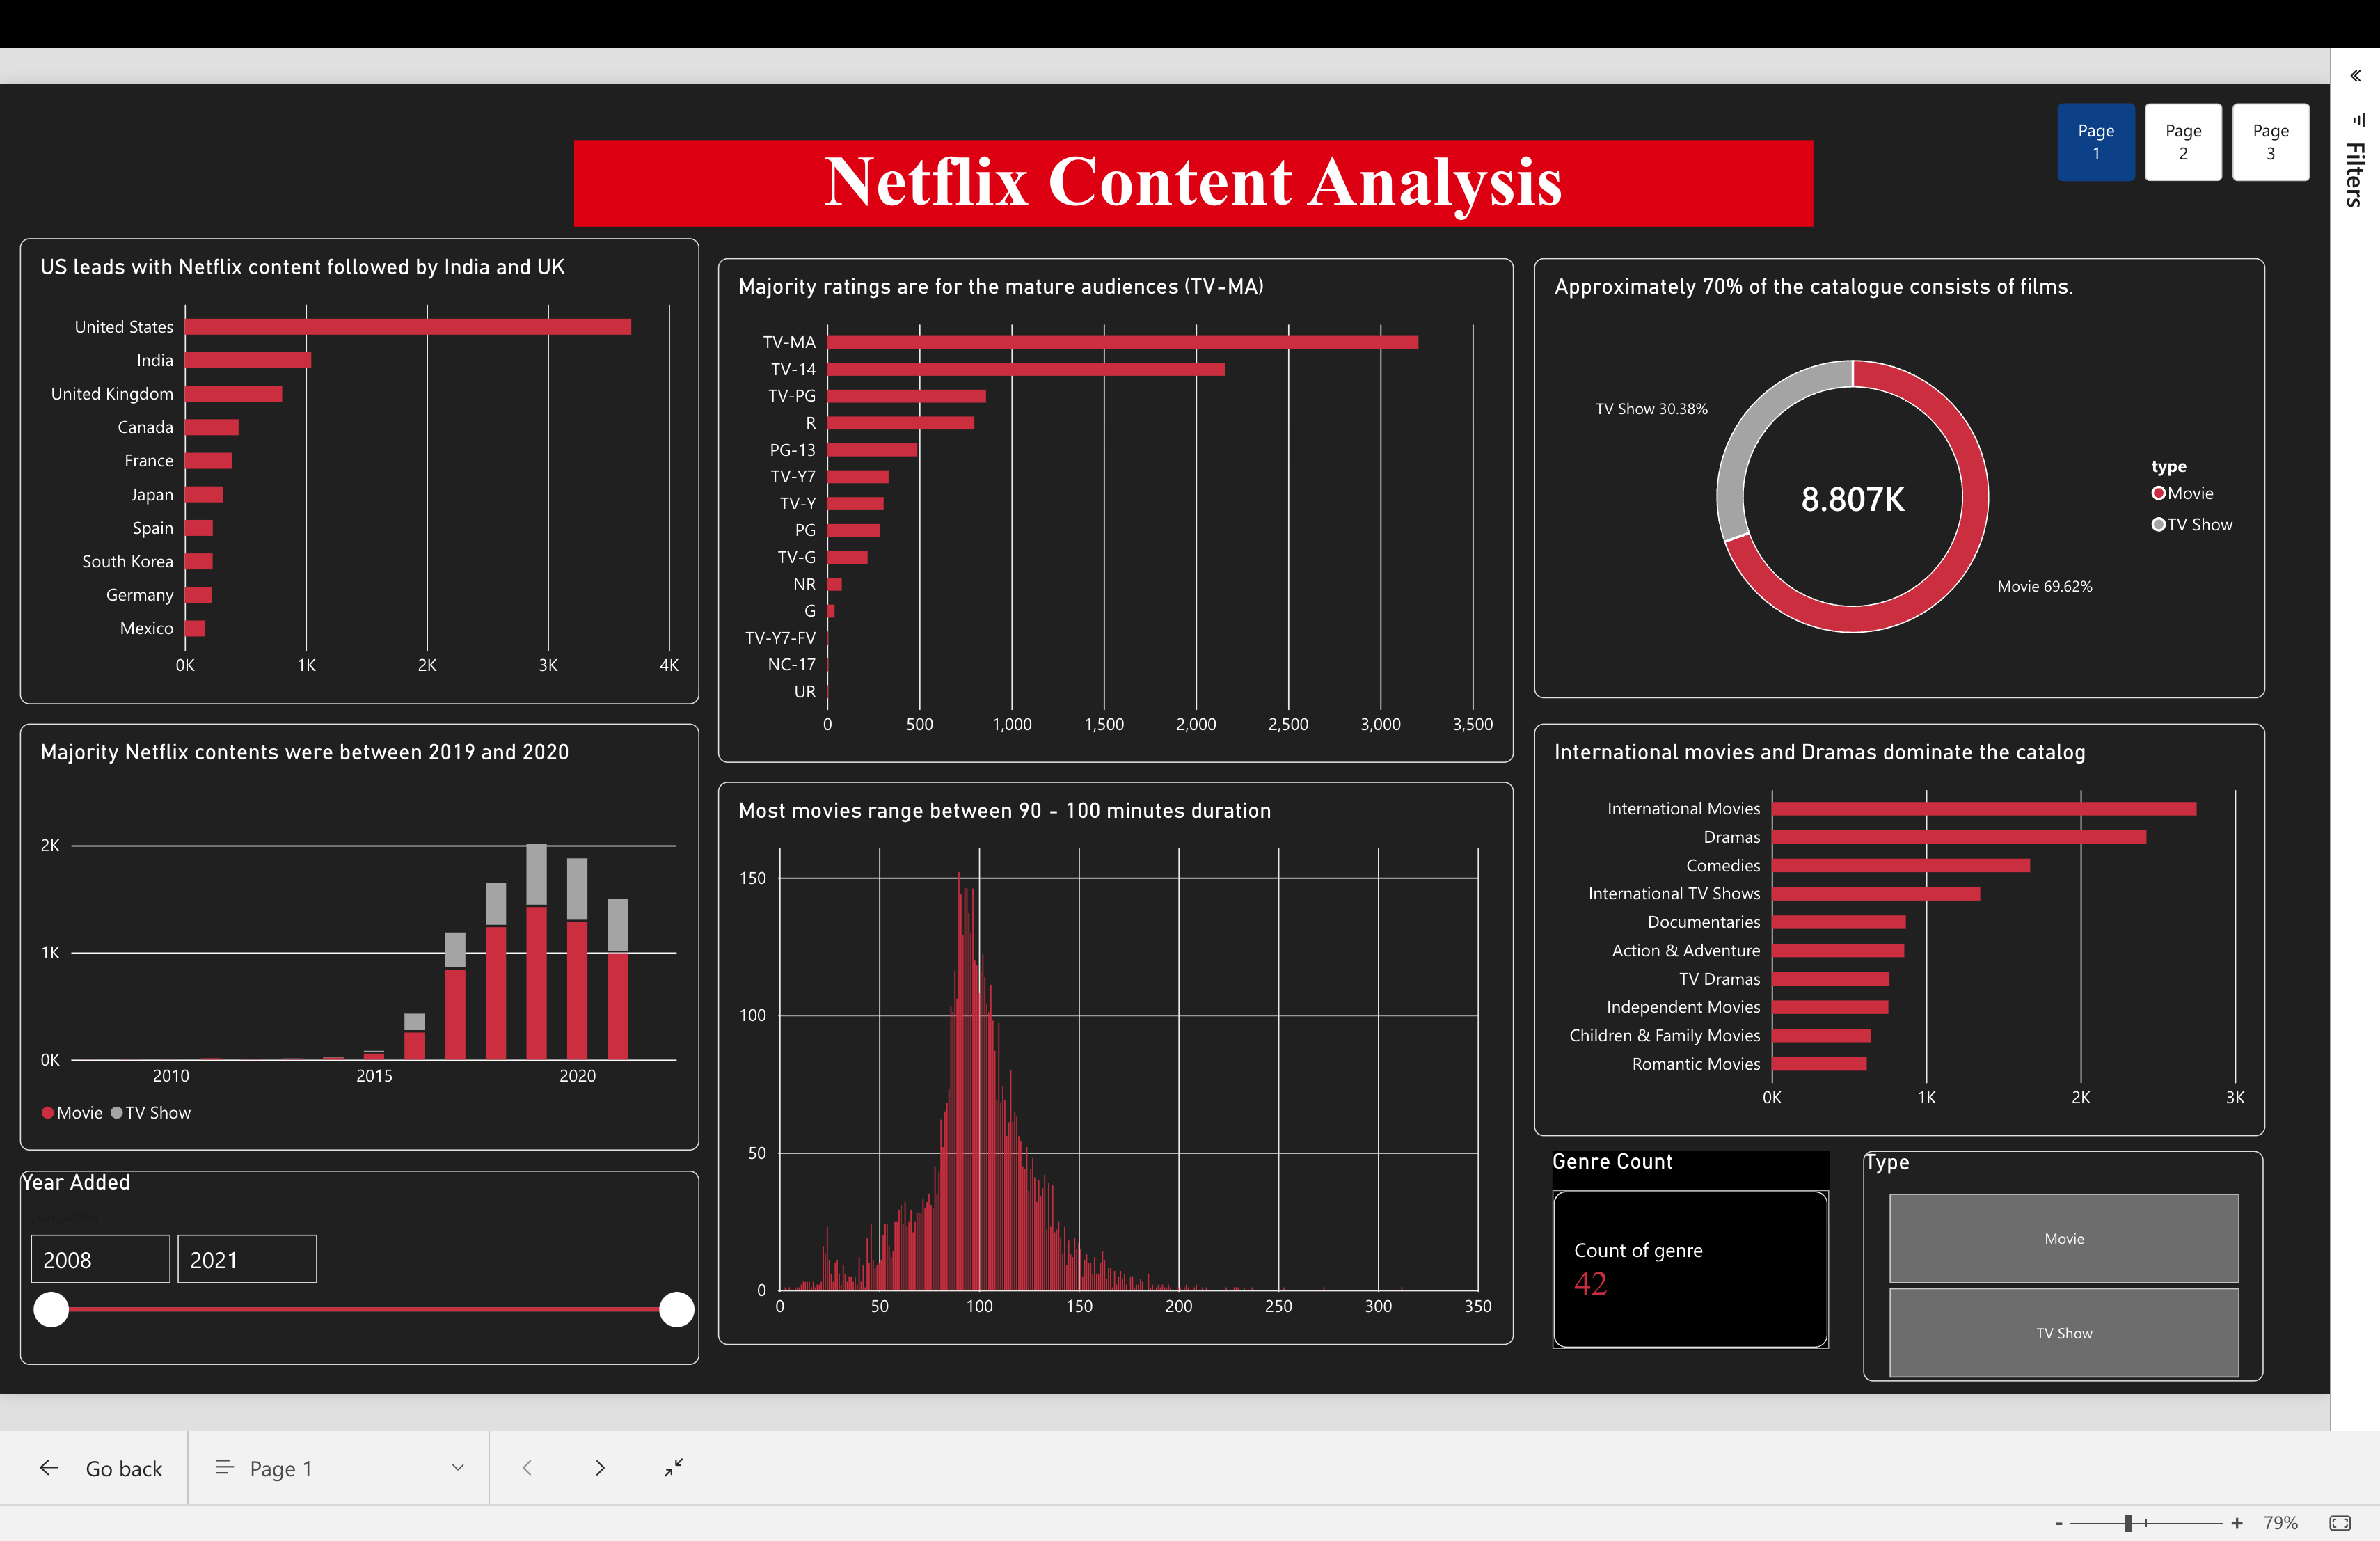 Netflix Content Analysis
Page
1
Page
2
Page
3
Filters
US leads with Netflix content followed by India and UK
United States
India
United Kingdom
Canada
France
Japan
Spain
South Korea
Germany
Mexico
0K 1K 2K 3K 4K
Majority ratings are for the mature audiences (TV-MA)
TV-MA
TV-14
TV-PG
R
PG-13
TV-Y7
TV-Y
PG
TV-G
NR
G
TV-Y7-FV
NC-17
UR
0 500 1,000 1,500 2,000 2,500 3,000 3,500
Approximately 70% of the catalogue consists of films.
TV Show 30.38%
8.807K
Movie 69.62%
type
Movie
TV Show
Majority Netflix contents were between 2019 and 2020
2K
1K
0K
2010 2015 2020
Movie TV Show
Most movies range between 90 - 100 minutes duration
150
100
50
0
0 50 100 150 200 250 300 350
International movies and Dramas dominate the catalog
International Movies
Dramas
Comedies
International TV Shows
Documentaries
Action & Adventure
TV Dramas
Independent Movies
Children & Family Movies
Romantic Movies
0K 1K 2K 3K
Year Added
2008 2021
Genre Count
Count of genre
42
Type
Movie
TV Show
Go back
Page 1
- + 79%